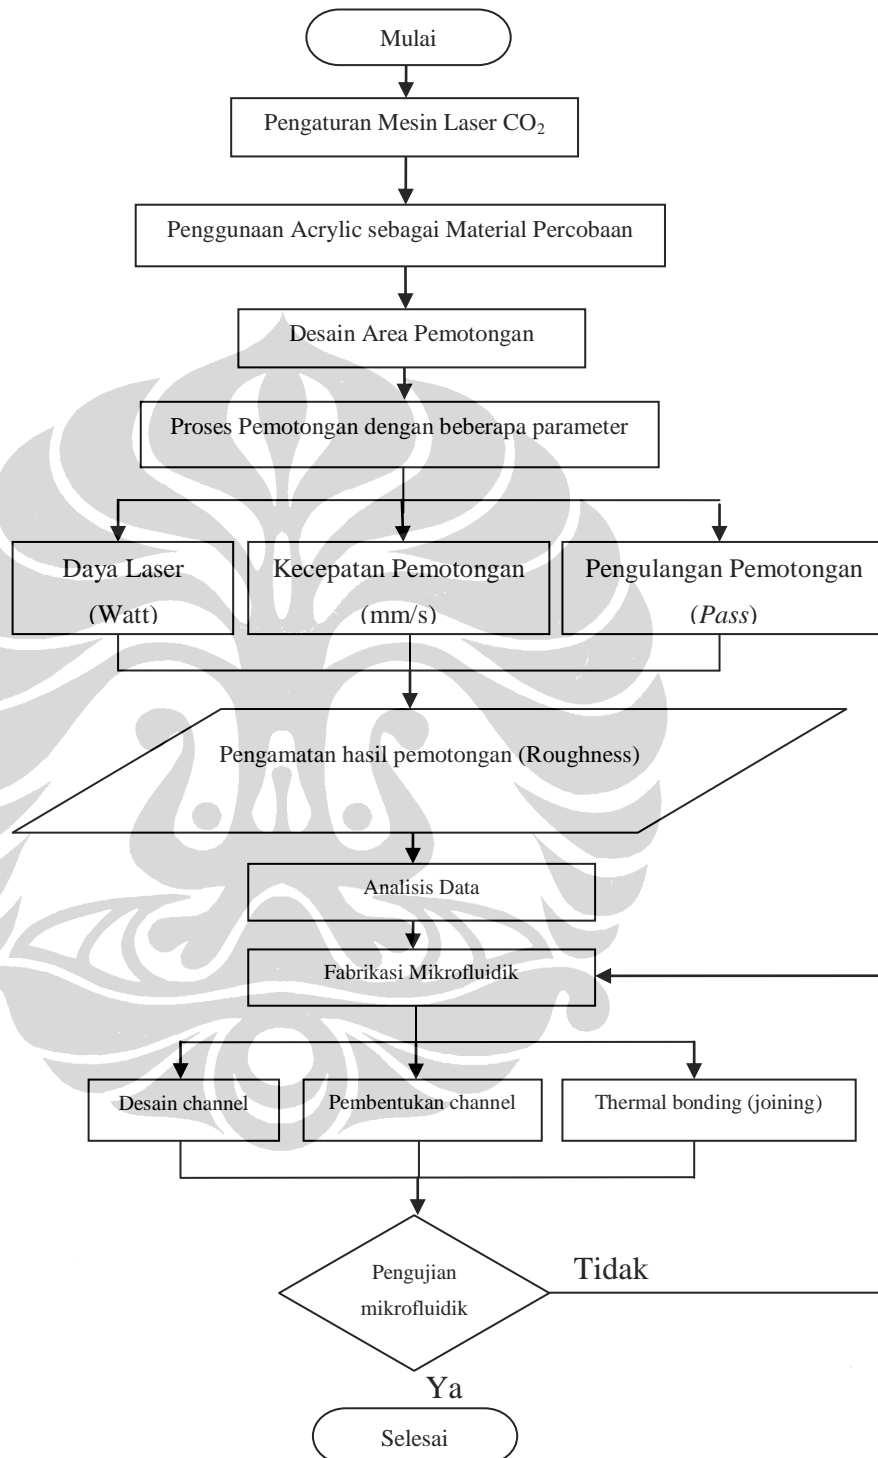 Mulai
Pengaturan Mesin Laser CO₂
Penggunaan Acrylic sebagai Material Percobaan
Desain Area Pemotongan
Proses Pemotongan dengan beberapa parameter
Daya Laser
(Watt)
Kecepatan Pemotongan
(mm/s)
Pengulangan Pemotongan
(Pass)
Pengamatan hasil pemotongan (Roughness)
Analisis Data
Fabrikasi Mikrofluidik
Desain channel
Pembentukan channel
Thermal bonding (joining)
Pengujian
mikrofluidik
Tidak
Ya
Selesai